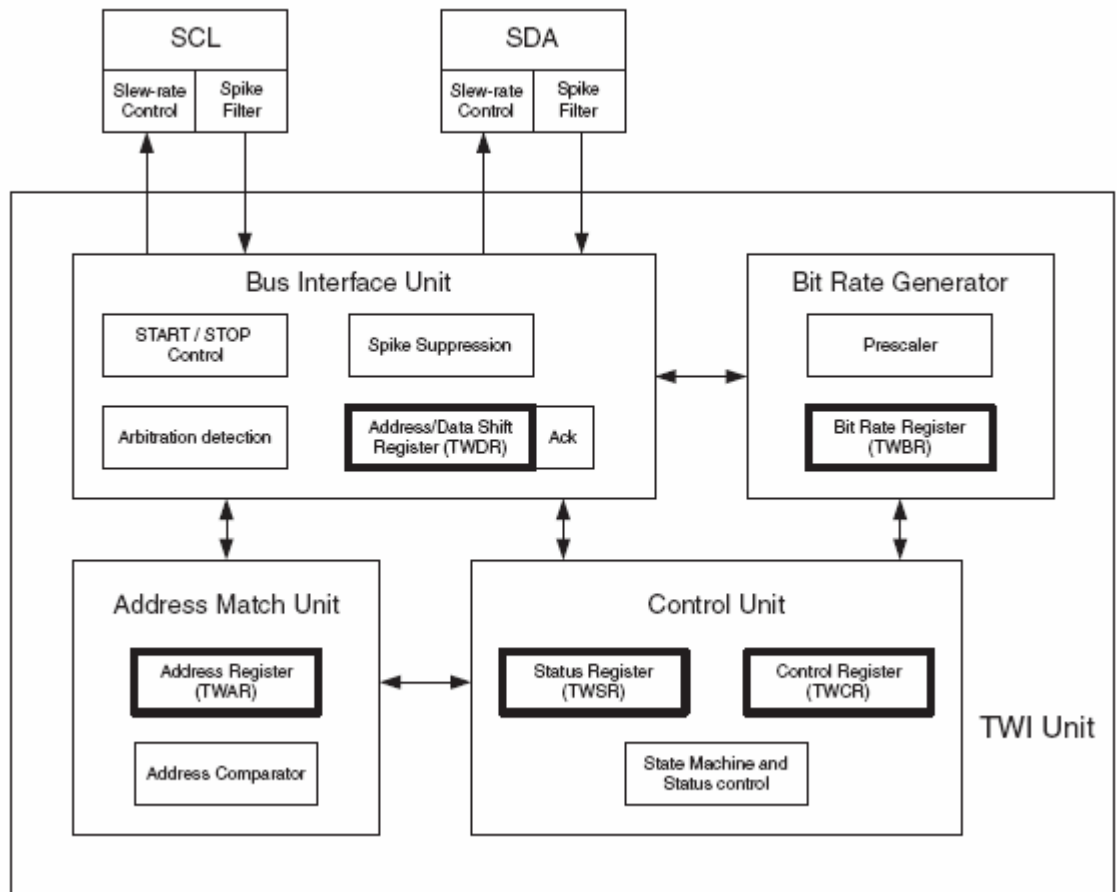 SCL
Slew-rate
Control
Spike
Filter
SDA
Slew-rate
Control
Spike
Filter
Bus Interface Unit
START / STOP
Control
Spike Suppression
Arbitration detection
Address/Data Shift
Register (TWDR)
Ack
Bit Rate Generator
Prescaler
Bit Rate Register
(TWBR)
Address Match Unit
Address Register
(TWAR)
Address Comparator
Control Unit
Status Register
(TWSR)
Control Register
(TWCR)
State Machine and
Status control
TWI Unit